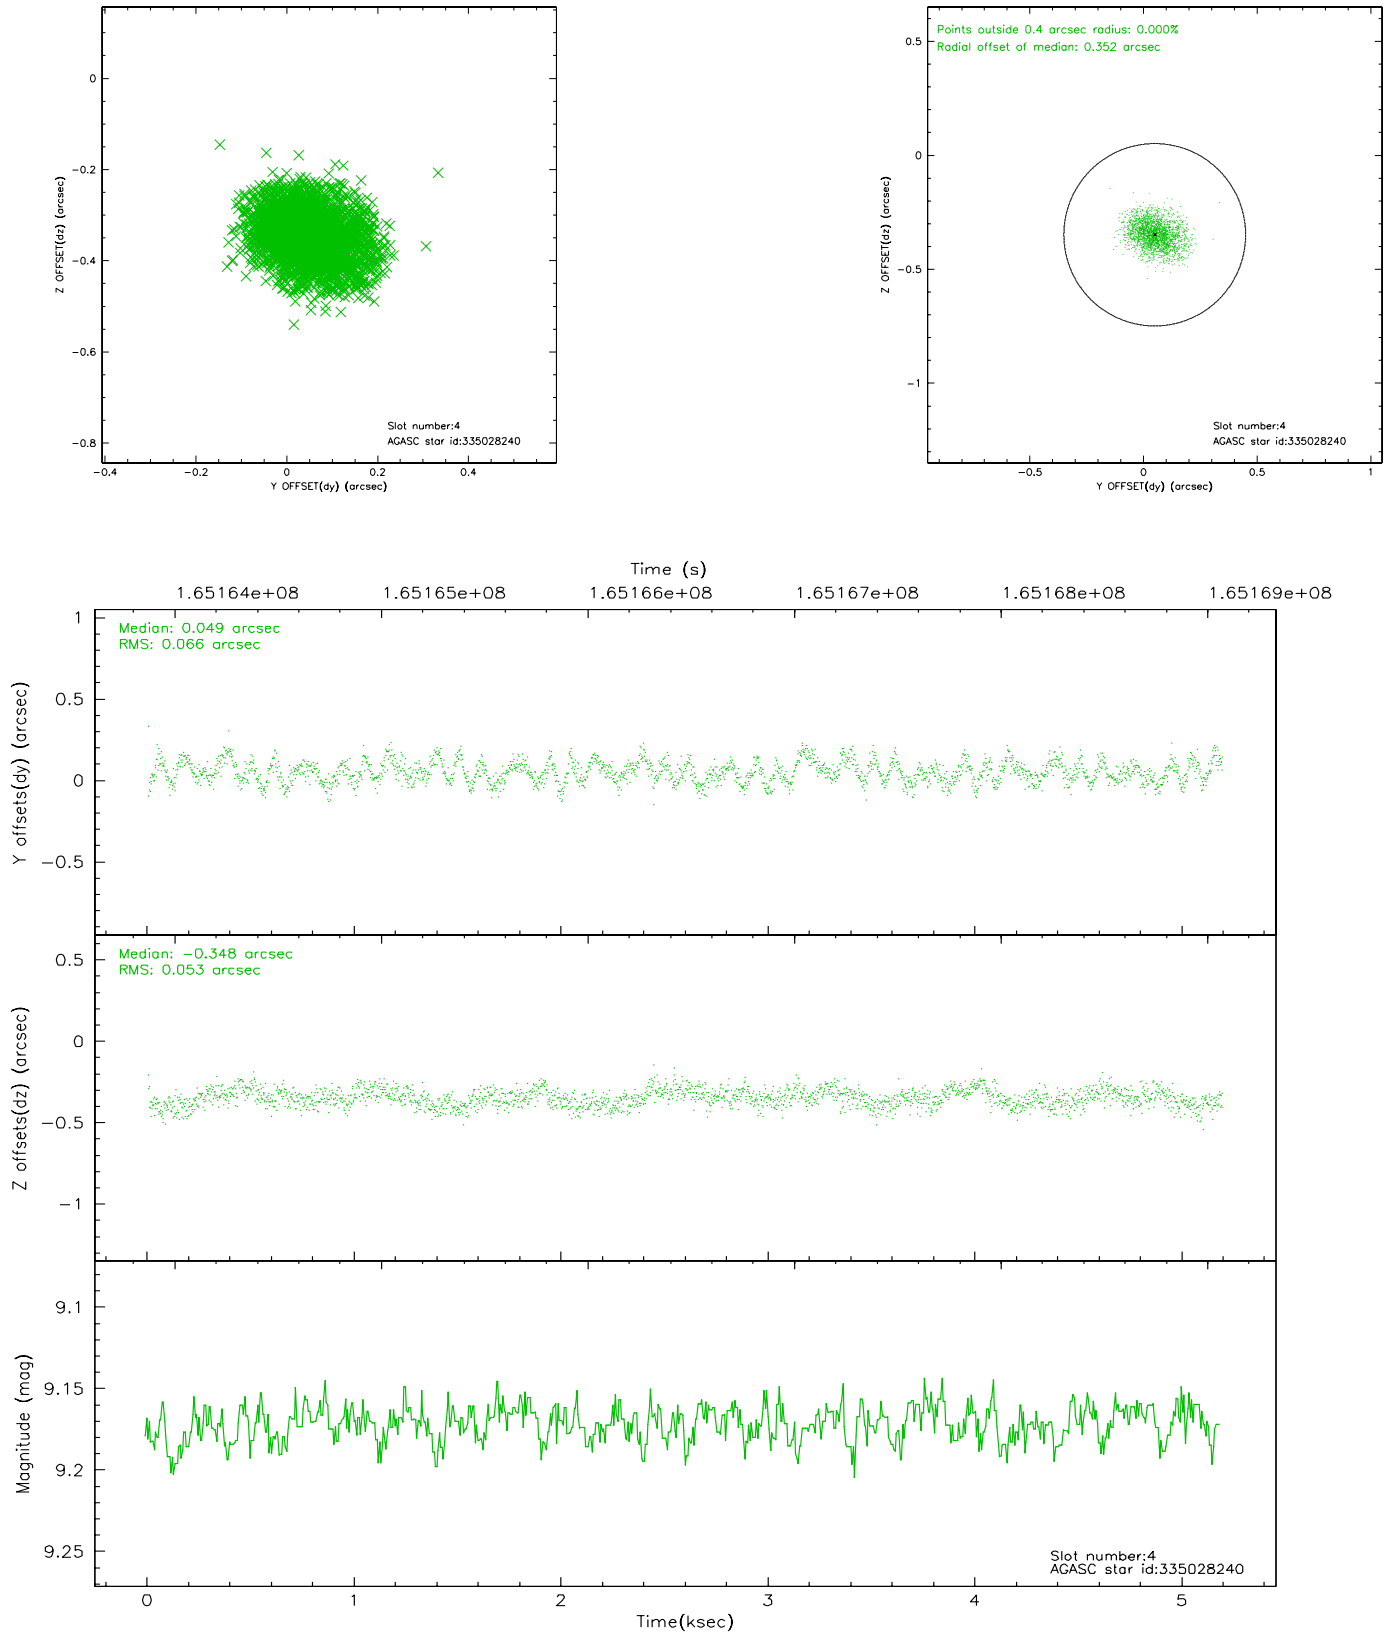 0
−0.2
−0.4
−0.6
−0.8
Z OFFSET(dz) (arcsec)
Slot number:4
AGASC star id:335028240
−0.4
−0.2
0
0.2
0.4
Y OFFSET(dy) (arcsec)
Points outside 0.4 arcsec radius: 0.000%
Radial offset of median: 0.352 arcsec
0.5
0
−0.5
−1
Z OFFSET(dz) (arcsec)
Slot number:4
AGASC star id:335028240
−0.5
0
0.5
1
Y OFFSET(dy) (arcsec)
Time (s)
1.65164e+08
1.65165e+08
1.65166e+08
1.65167e+08
1.65168e+08
1.65169e+08
Median: 0.049 arcsec
RMS: 0.066 arcsec
1
0.5
0
−0.5
Y offsets(dy) (arcsec)
Median: −0.348 arcsec
RMS: 0.053 arcsec
0.5
0
−0.5
−1
Z offsets(dz) (arcsec)
9.1
9.15
9.2
9.25
Magnitude (mag)
Slot number:4
AGASC star id:335028240
0
1
2
3
4
5
Time(ksec)